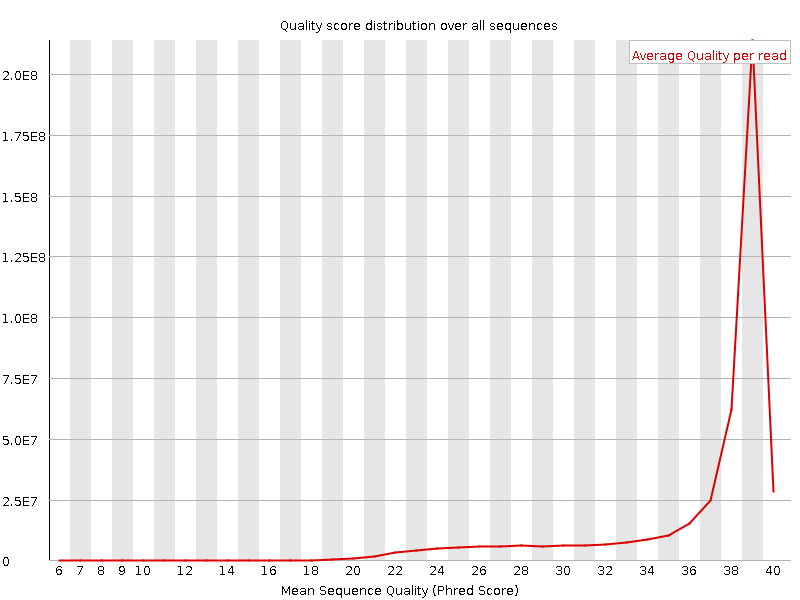 Quality score distribution over all sequences
Average Quality per read
2.0E8
1.75E8
1.5E8
1.25E8
1.0E8
7.5E7
5.0E7
2.5E7
0
6 7 8 9 10 12 14 16 18 20 22 24 26 28 30 32 34 36 38 40
Mean Sequence Quality (Phred Score)